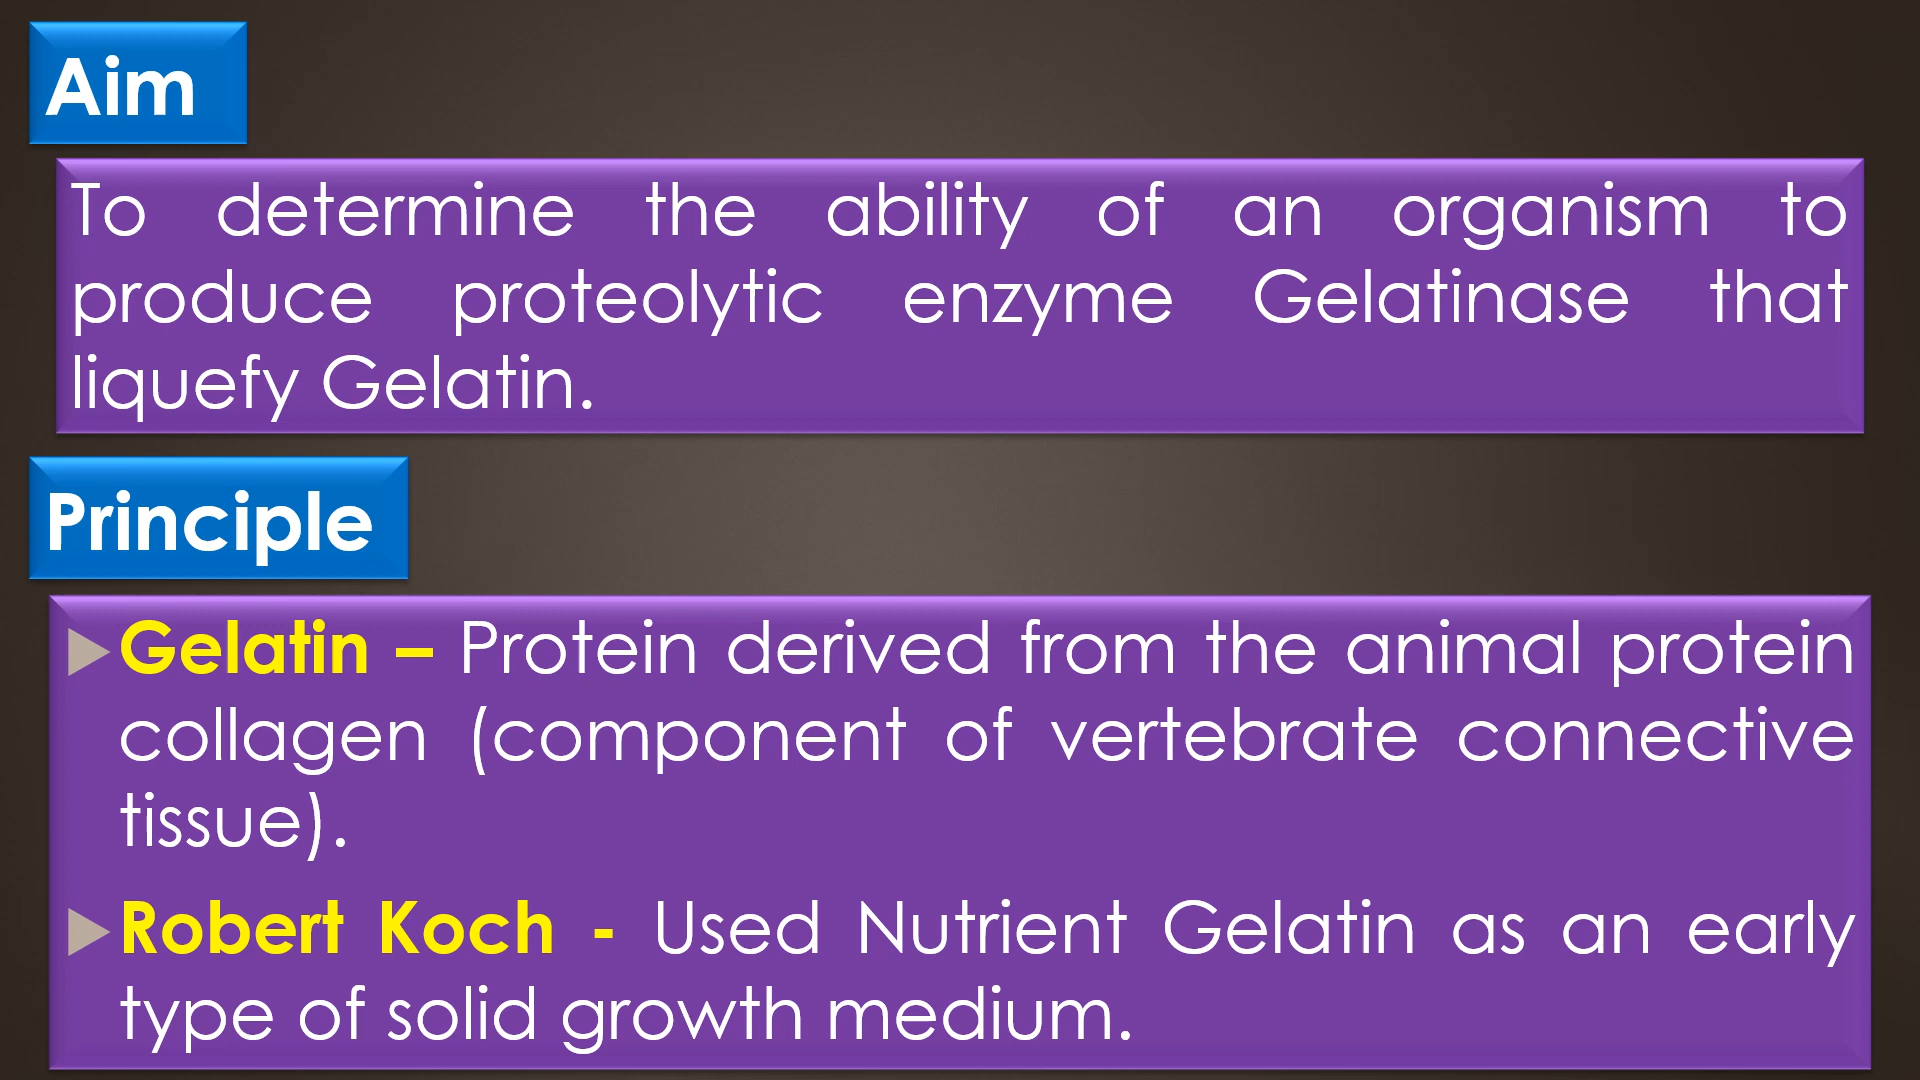 Aim
To determine the ability of an organism to
produce proteolytic enzyme Gelatinase that
liquefy Gelatin.
Principle
Gelatin – Protein derived from the animal protein
collagen (component of vertebrate connective
tissue).
Robert Koch - Used Nutrient Gelatin as an early
type of solid growth medium.